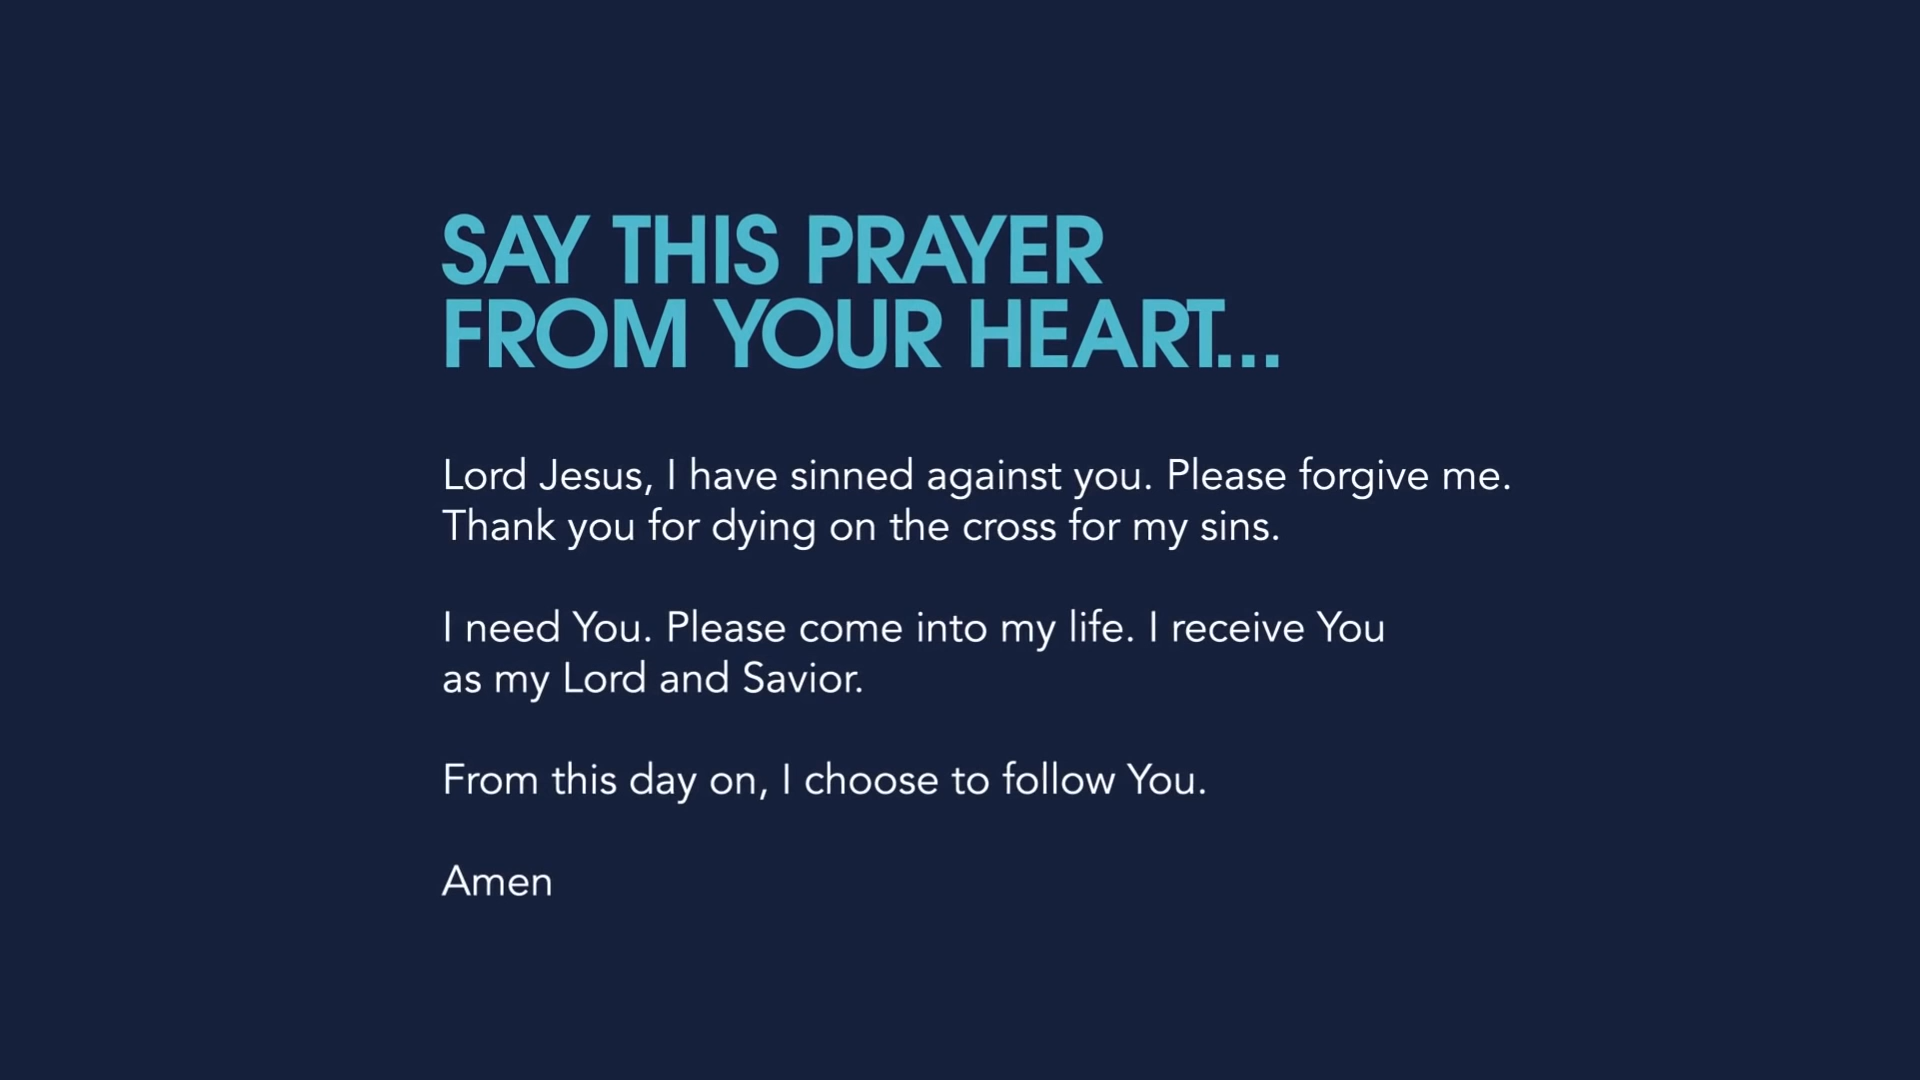 SAY THIS PRAYER
FROM YOUR HEART...
Lord Jesus, I have sinned against you. Please forgive me.
Thank you for dying on the cross for my sins.
I need You. Please come into my life. I receive You
as my Lord and Savior.
From this day on, I choose to follow You.
Amen